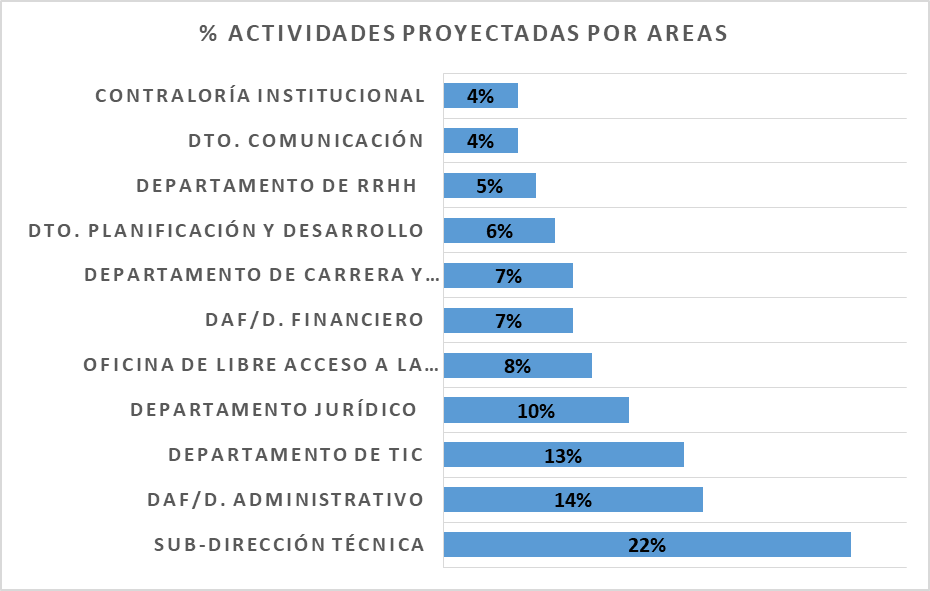 % ACTIVIDADES PROYECTADAS POR AREAS
CONTRALORÍA INSTITUCIONAL 4%
DTO. COMUNICACIÓN 4%
DEPARTAMENTO DE RRHH 5%
DTO. PLANIFICACIÓN Y DESARROLLO 6%
DEPARTAMENTO DE CARRERA Y… 7%
DAF/D. FINANCIERO 7%
OFICINA DE LIBRE ACCESO A LA… 8%
DEPARTAMENTO JURÍDICO 10%
DEPARTAMENTO DE TIC 13%
DAF/D. ADMINISTRATIVO 14%
SUB-DIRECCIÓN TÉCNICA 22%